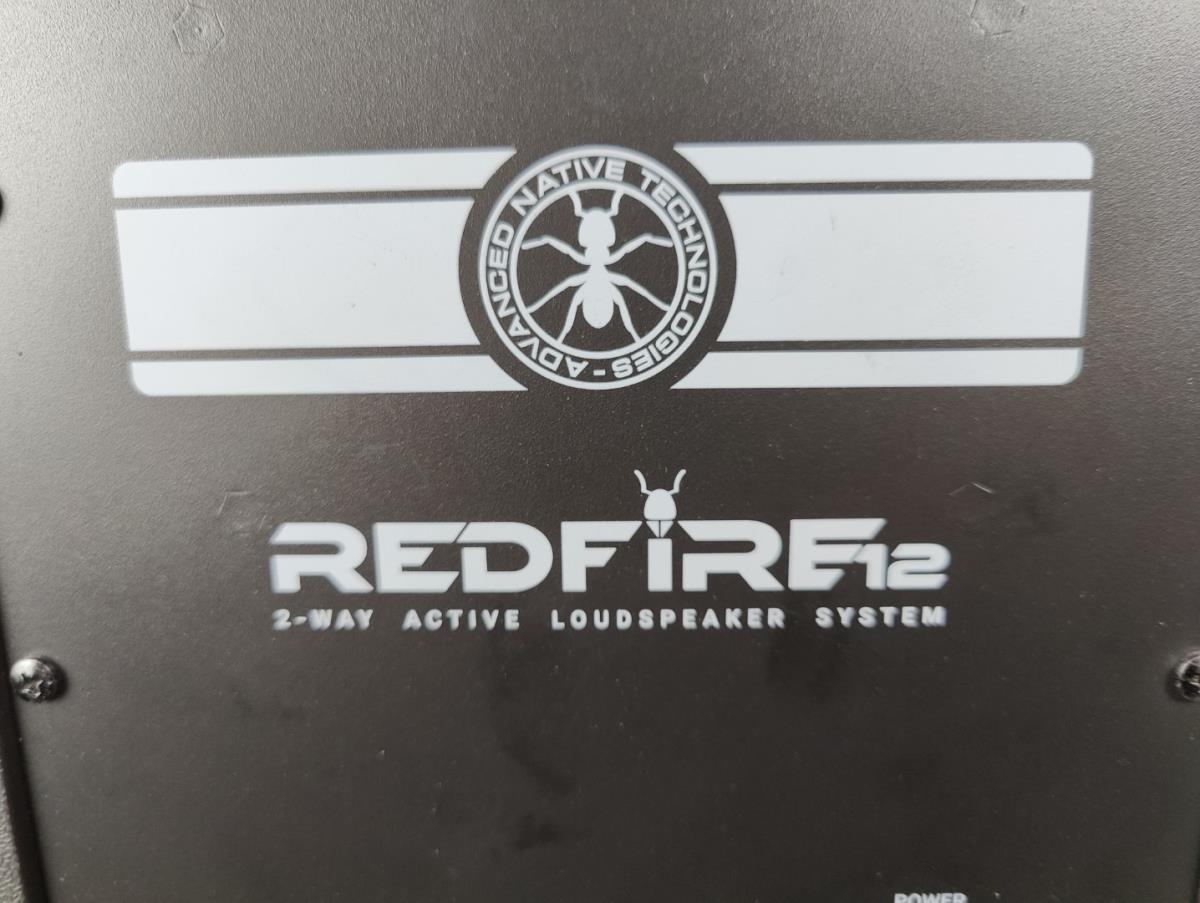 ADVANCED NATIVE TECHNOLOGIES -
REDFiRE12
2-WAY ACTIVE LOUDSPEAKER SYSTEM
POWER